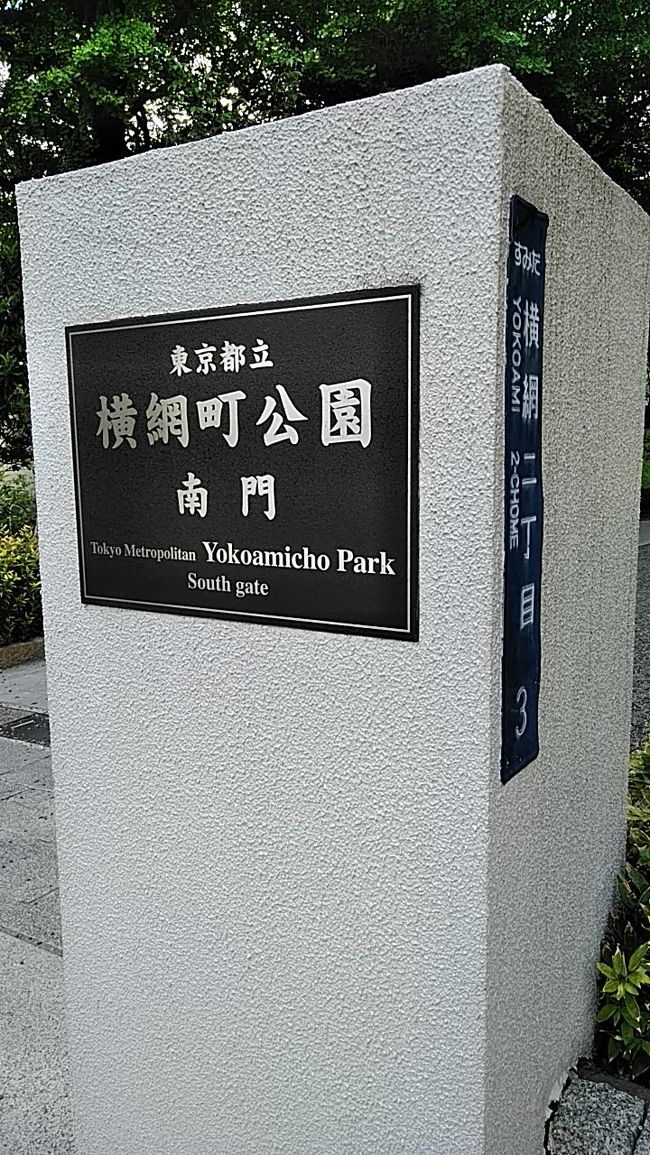 東京都立
横網町公園
南門
Tokyo Metropolitan Yokoamicho Park
South gate
すみだ
横網二丁目 3
YOKOAMI 2-CHOME